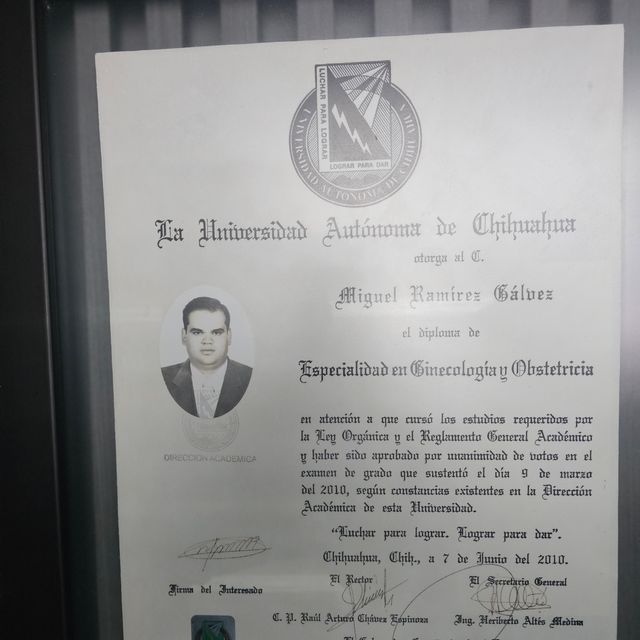 LUCHAR PARA LOGRAR
LOGRAR PARA DAR
UNIVERSIDAD AUTÓNOMA DE CHIHUAHUA
La Universidad Autónoma de Chihuahua
otorga al C.
Miguel Ramírez Gálvez
el diploma de
Especialidad en Ginecología y Obstetricia
DIRECCIÓN ACADÉMICA
en atención a que cursó los estudios requeridos por
la Ley Orgánica y el Reglamento General Académico
y haber sido aprobado por unanimidad de votos en el
examen de grado que sustentó el día 9 de marzo
del 2010, según constancias existentes en la Dirección
Académica de esta Universidad.
"Luchar para lograr. Lograr para dar".
Chihuahua, Chih., a 7 de Junio del 2010.
Firma del Interesado
El Rector
El Secretario General
C. P. Raúl Arturo Chávez Espinoza
Ing. Heriberto Altés Medina